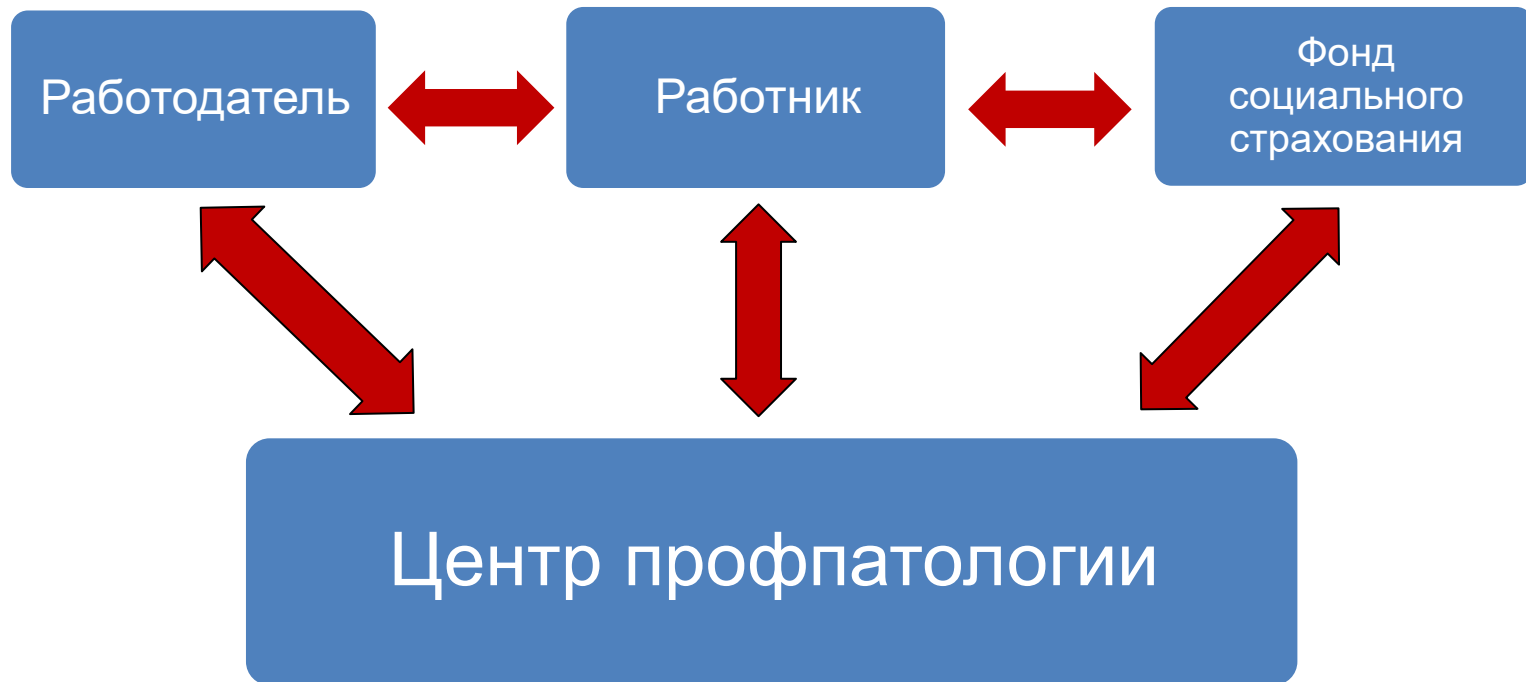 Работодатель
Работник
Фонд
социального
страхования
Центр профпатологии